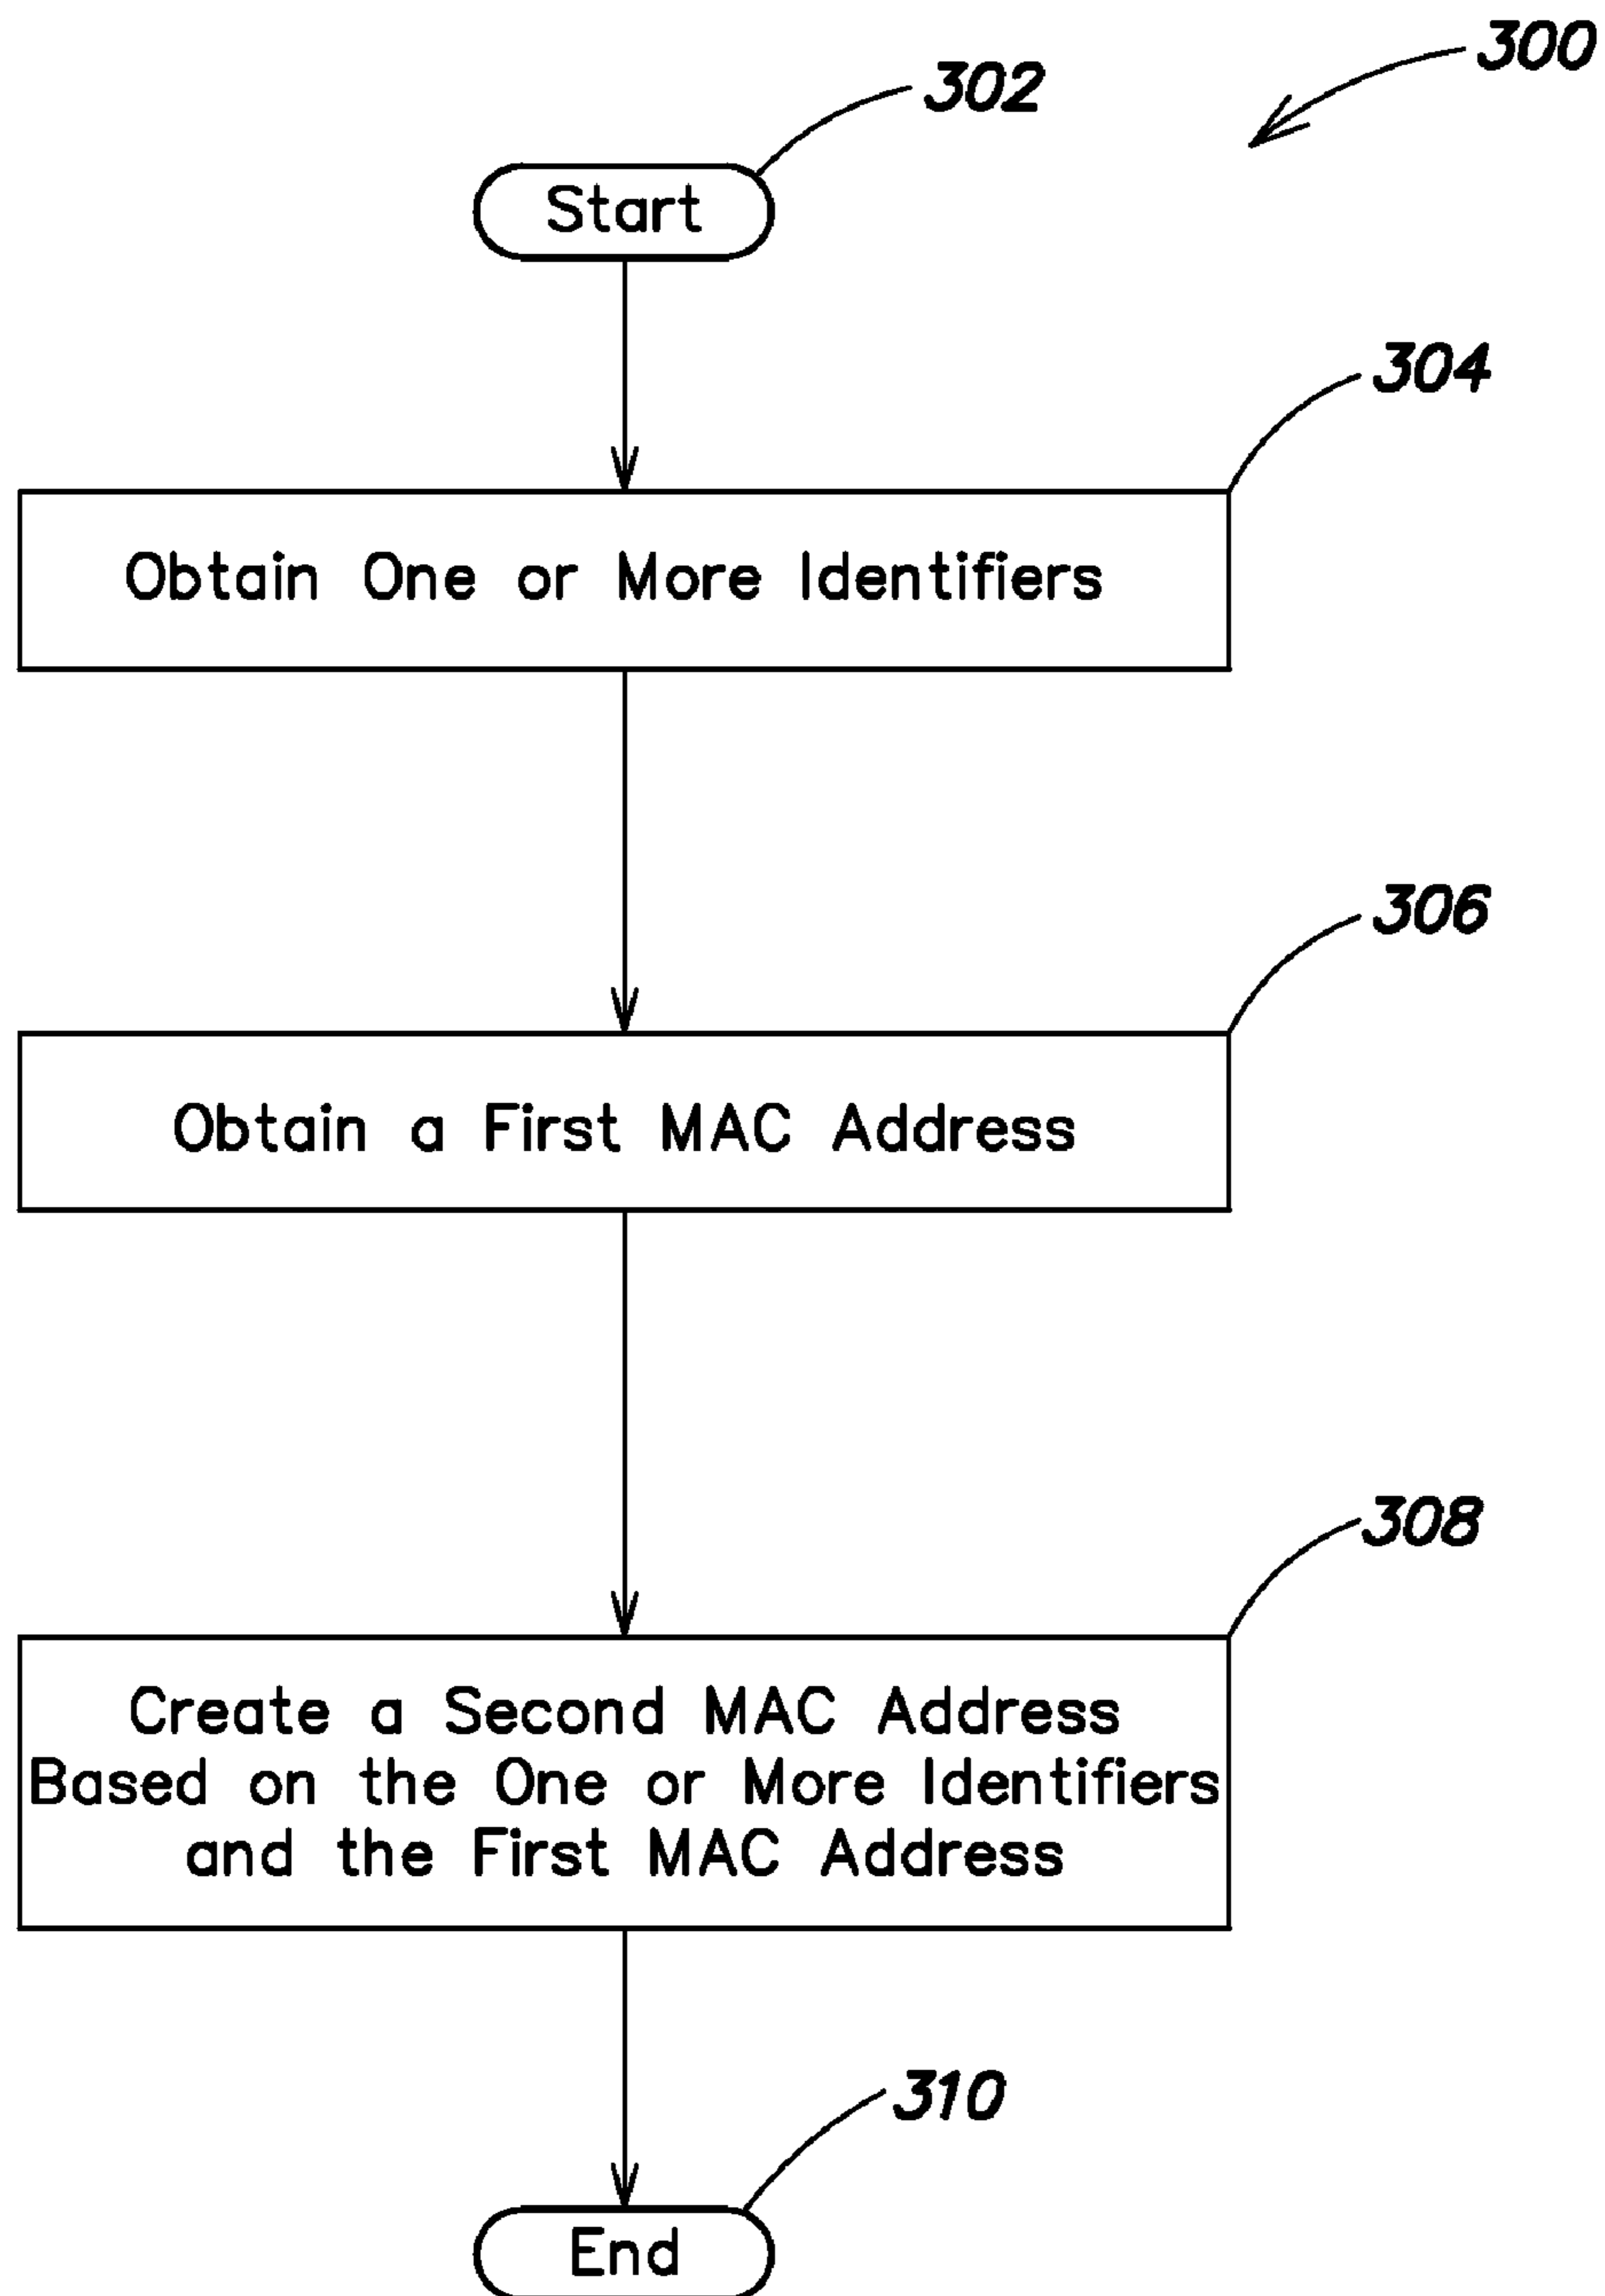 300
302
Start
304
Obtain One or More Identifiers
306
Obtain a First MAC Address
308
Create a Second MAC Address
Based on the One or More Identifiers
and the First MAC Address
310
End